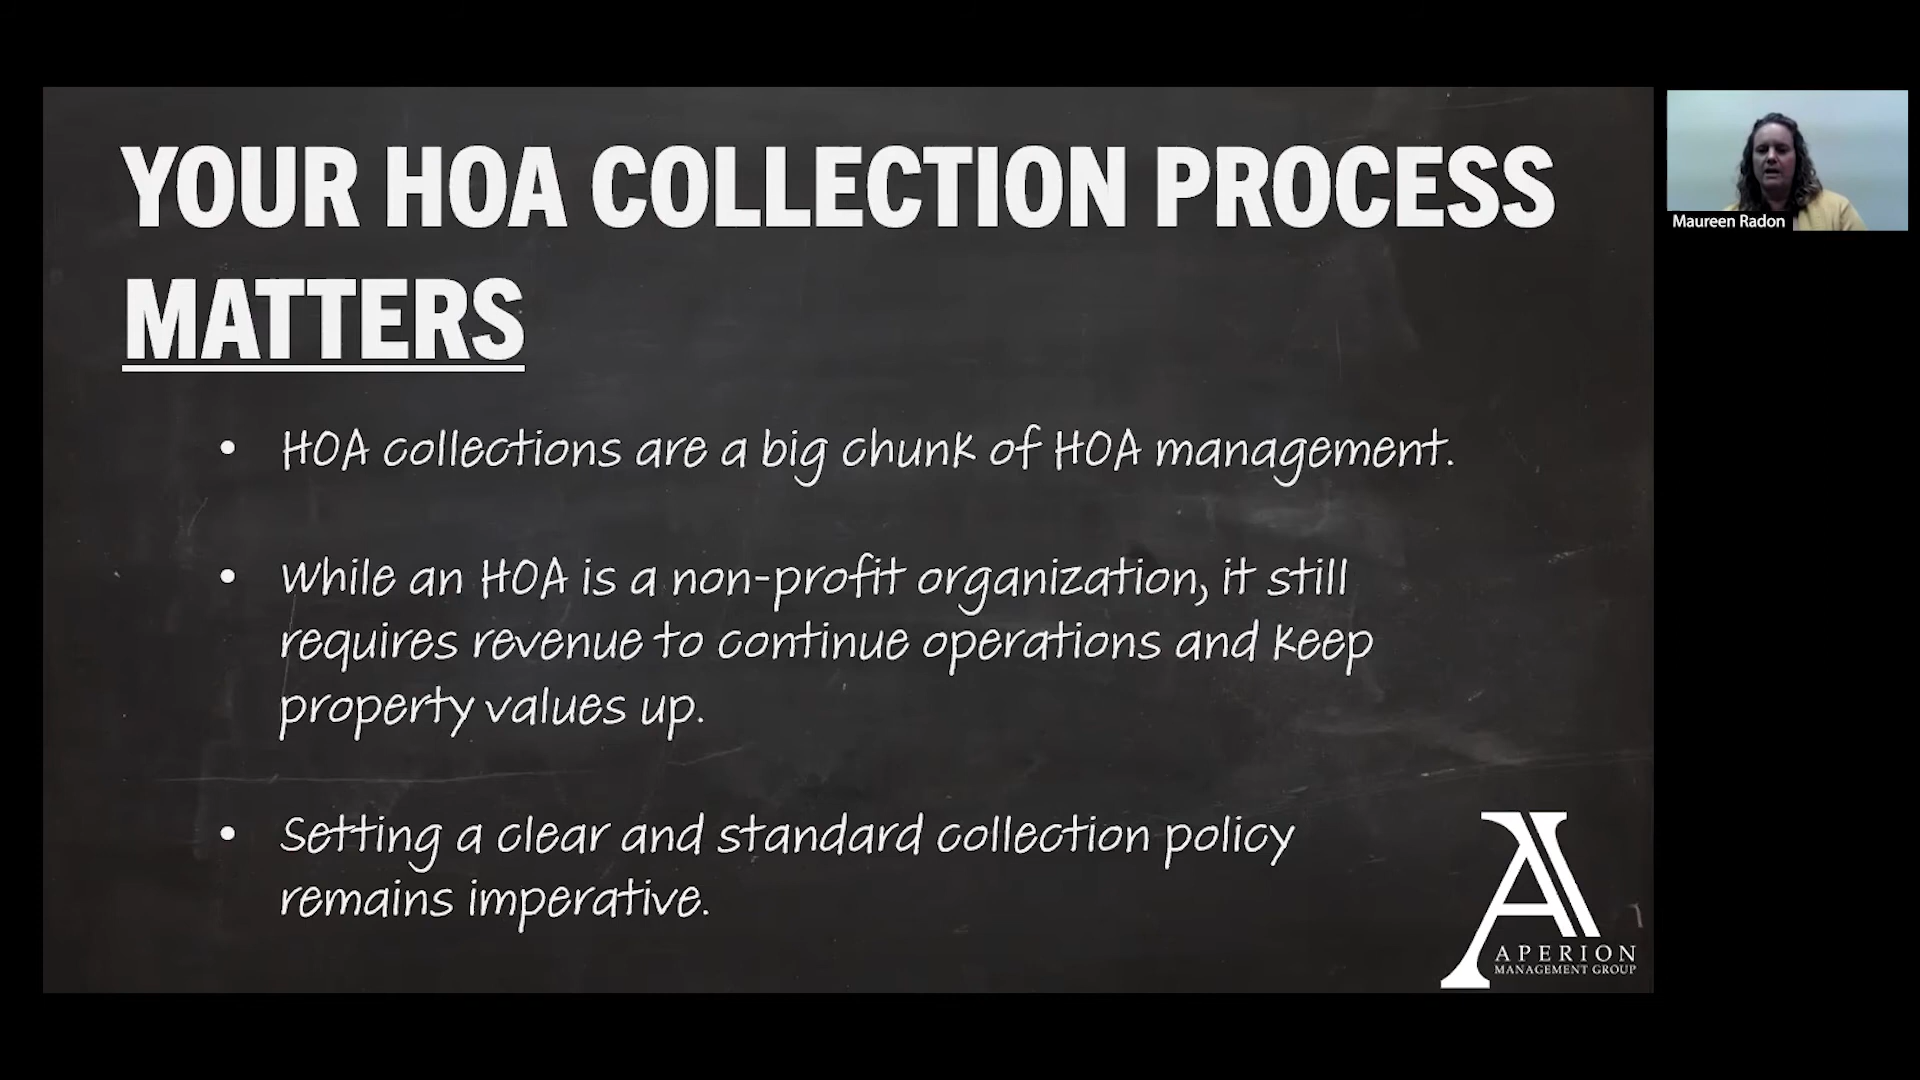 YOUR HOA COLLECTION PROCESS
MATTERS
• HOA collections are a big chunk of HOA management.
• While an HOA is a non-profit organization, it still
requires revenue to continue operations and keep
property values up.
• Setting a clear and standard collection policy
remains imperative.
A
APERION
MANAGEMENT GROUP
Maureen Radon